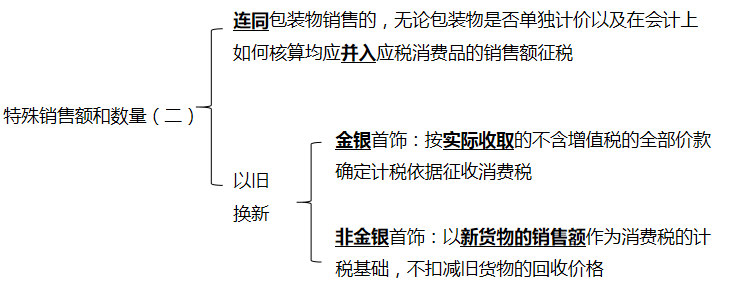 连同包装物销售的，无论包装物是否单独计价以及在会计上
如何核算均应并入应税消费品的销售额征税
特殊销售额和数量（二）
金银首饰：按实际收取的不含增值税的全部价款
确定计税依据征收消费税
以旧
换新
非金银首饰：以新货物的销售额作为消费税的计
税基础，不扣减旧货物的回收价格